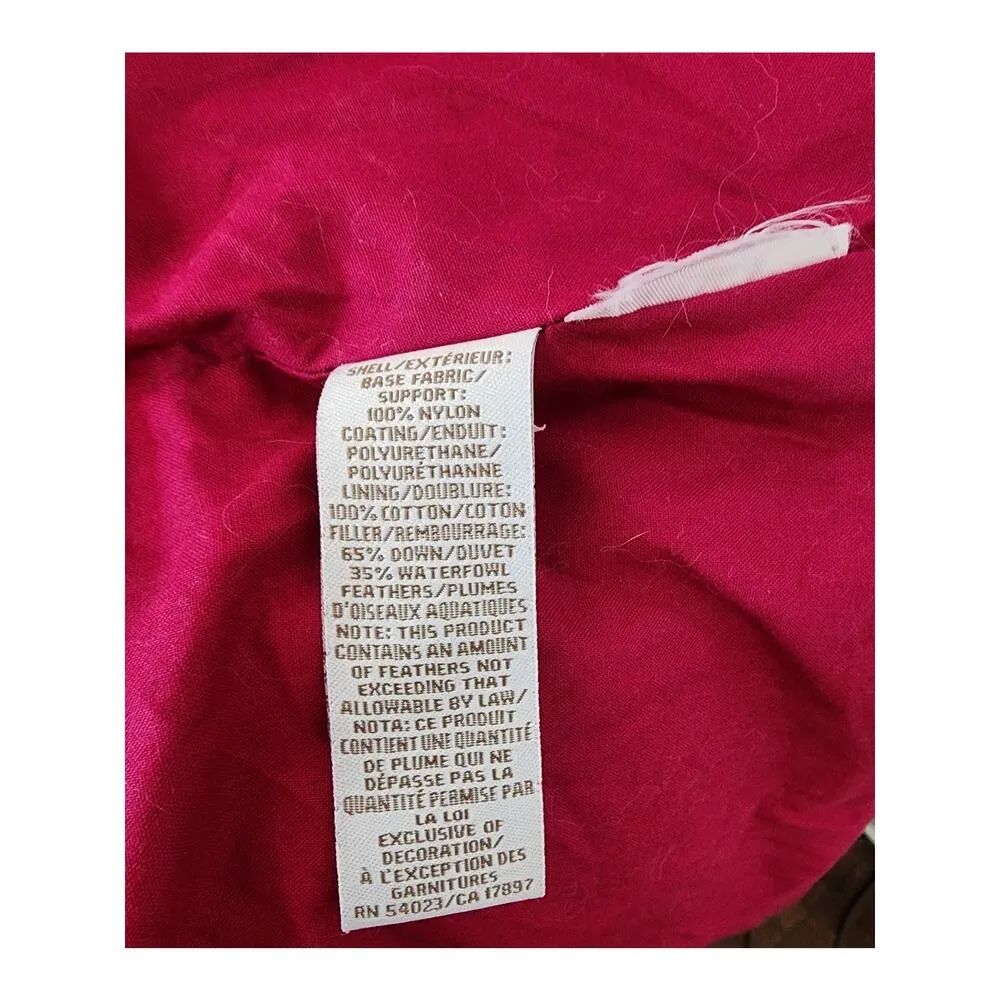 SHELL/EXTÉRIEUR:
BASE FABRIC/
SUPPORT:
100% NYLON
COATING/ENDUIT:
POLYURETHANE/
POLYURÉTHANNE
LINING/DOUBLURE:
100% COTTON/COTON
FILLER/REMBOURRAGE:
65% DOWN/DUVET
35% WATERFOWL
FEATHERS/PLUMES
D'OISEAUX AQUATIQUES
NOTE: THIS PRODUCT
CONTAINS AN AMOUNT
OF FEATHERS NOT
EXCEEDING THAT
ALLOWABLE BY LAW/
NOTA: CE PRODUIT
CONTIENT UNE QUANTITÉ
DE PLUME QUI NE
DÉPASSE PAS LA
QUANTITÉ PERMISE PAR
LA LOI
EXCLUSIVE OF
DECORATION/
À L'EXCEPTION DES
GARNITURES
RN 54023/CA 17897